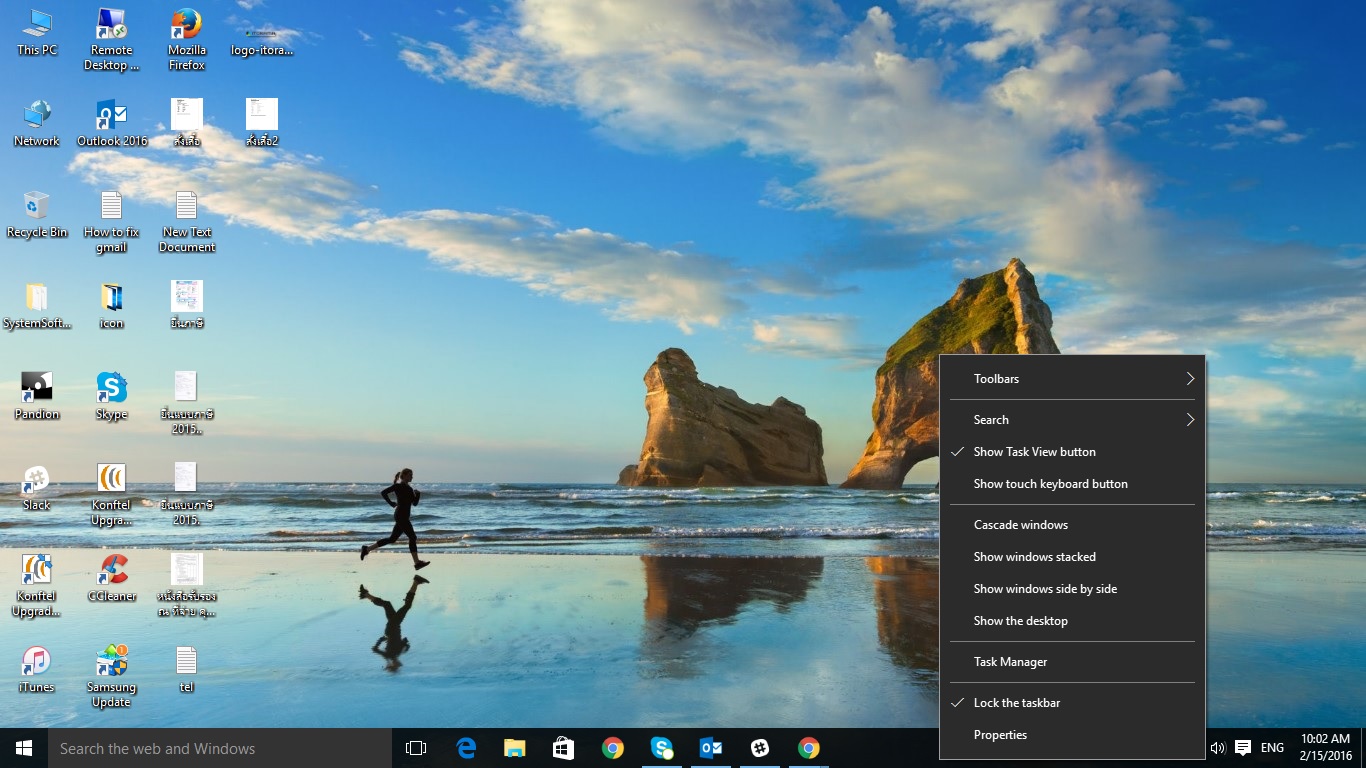 This PC
Remote
Desktop ...
Mozilla
Firefox
logo-itora...
Network
Outlook 2016
สั่งเสื้อ
สั่งเสื้อ2
Recycle Bin
How to fix
gmail
New Text
Document
SystemSoft...
icon
ยื่นภาษี
Pandion
Skype
ยื่นแบบภาษี
2015..
Slack
Konftel
Upgra...
ยื่นแบบภาษี
2015.
Konftel
Upgrad...
CCleaner
หนังสือรับรอง
ณ ที่จ่าย คุ...
iTunes
Samsung
Update
tel
Toolbars
Search
Show Task View button
Show touch keyboard button
Cascade windows
Show windows stacked
Show windows side by side
Show the desktop
Task Manager
Lock the taskbar
Properties
Search the web and Windows
ENG
10:02 AM
2/15/2016